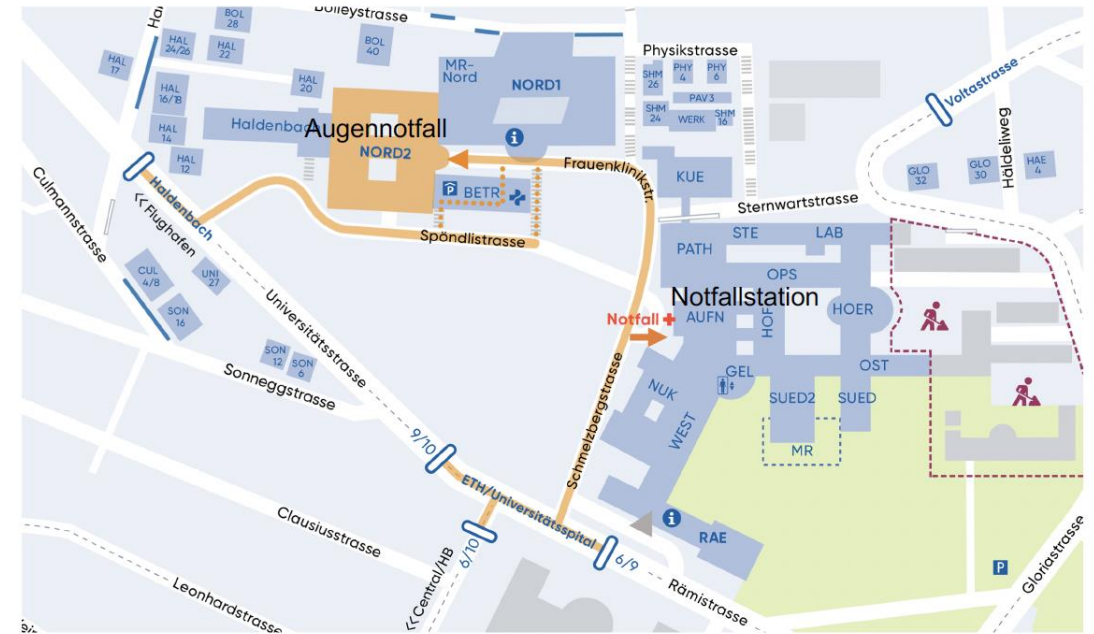 Bolleystrasse
BOL
28
HAL
24/26
HAL
22
BOL
40
HAL
17
HAL
20
HAL
16/18
HAL
14
HAL
12
Haldenbach
MR-
Nord
NORD1
Physikstrasse
SHM
26
PHY
4
PHY
6
PAV3
SHM
24
WERK
SHM
16
Voltastrasse
Häldeliweg
Augennotfall
NORD2
i
Frauenklinikstr.
KUE
GLO
32
GLO
30
HAE
4
P
BETR
Culmannstrasse
Haldenbach
<<Flughafen
Spöndlistrasse
Sternwartstrasse
STE
LAB
PATH
OPS
CUL
4/8
UNI
27
SON
16
Universitätsstrasse
Notfallstation
Notfall
AUFN
HOF
HOER
SON
12
SON
6
Sonneggstrasse
GEL
OST
NUK
SUED2
SUED
WEST
MR
Schmelzbergstrasse
9/10
ETH/Universitätsspital
Clausiusstrasse
6/10
<<Central/HB
i
RAE
6/9
Rämistrasse
P
Gloriastrasse
Leonhardstrasse